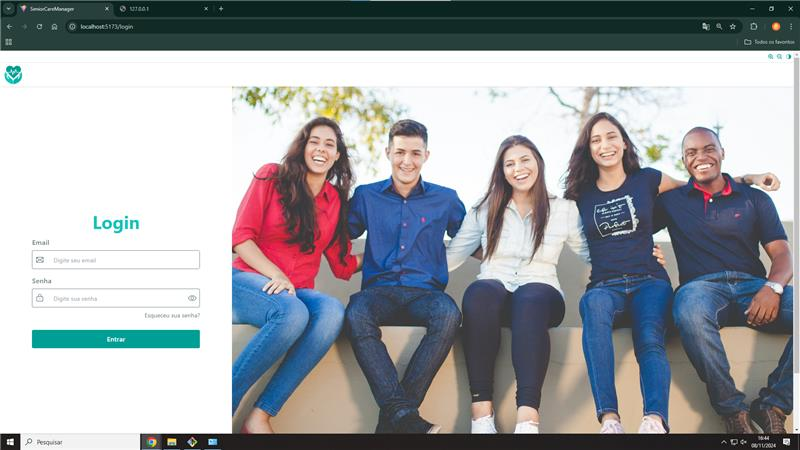 SeniorCareManager
127.0.0.1
localhost:5173/login
Todos os favoritos
Login
Email
Digite seu email
Senha
Digite sua senha
Esqueceu sua senha?
Entrar
Pesquisar
16:44
08/11/2024